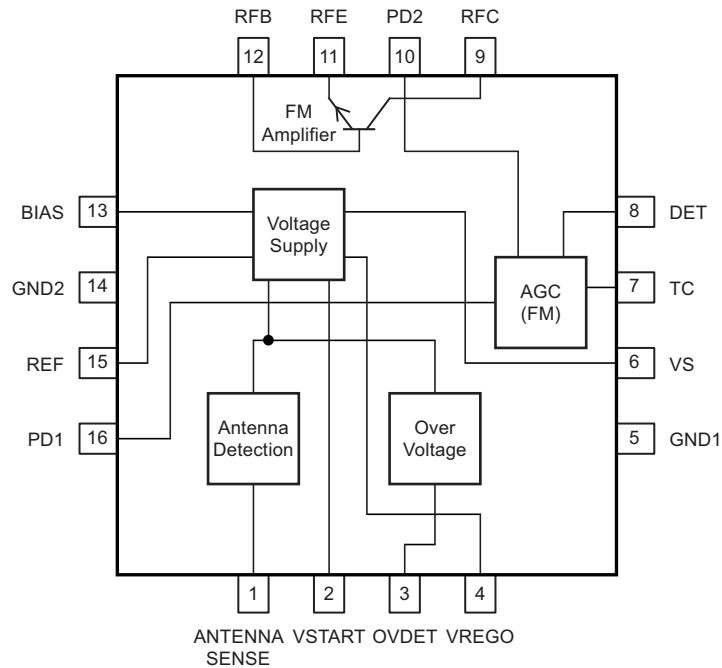 RFB RFE PD2 RFC
12 11 10 9
FM
Amplifier
BIAS 13
GND2 14
REF 15
PD1 16
Voltage
Supply
AGC
(FM)
8 DET
7 TC
6 VS
5 GND1
Antenna
Detection
Over
Voltage
1 2 3 4
ANTENNA
SENSE
VSTART OVDET VREGO